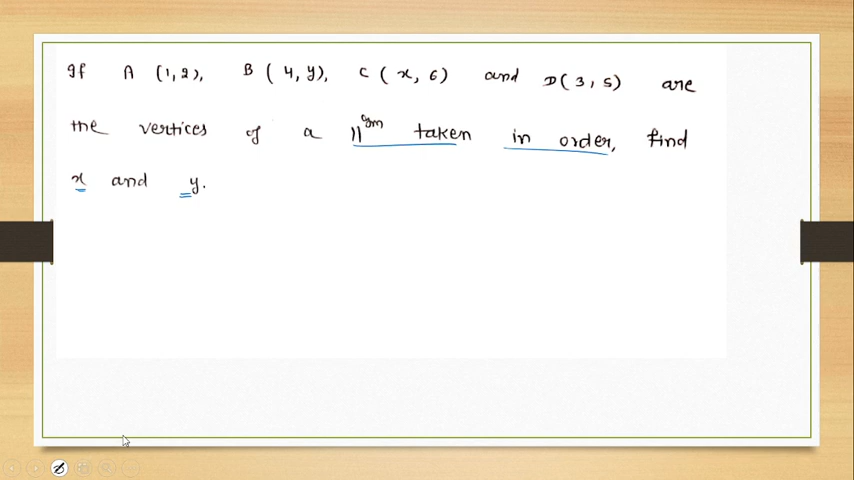 If A (1,2), B (4, y), C (x, 6) and D(3, 5) are
the vertices of a ||gm taken in order, find
x and y.